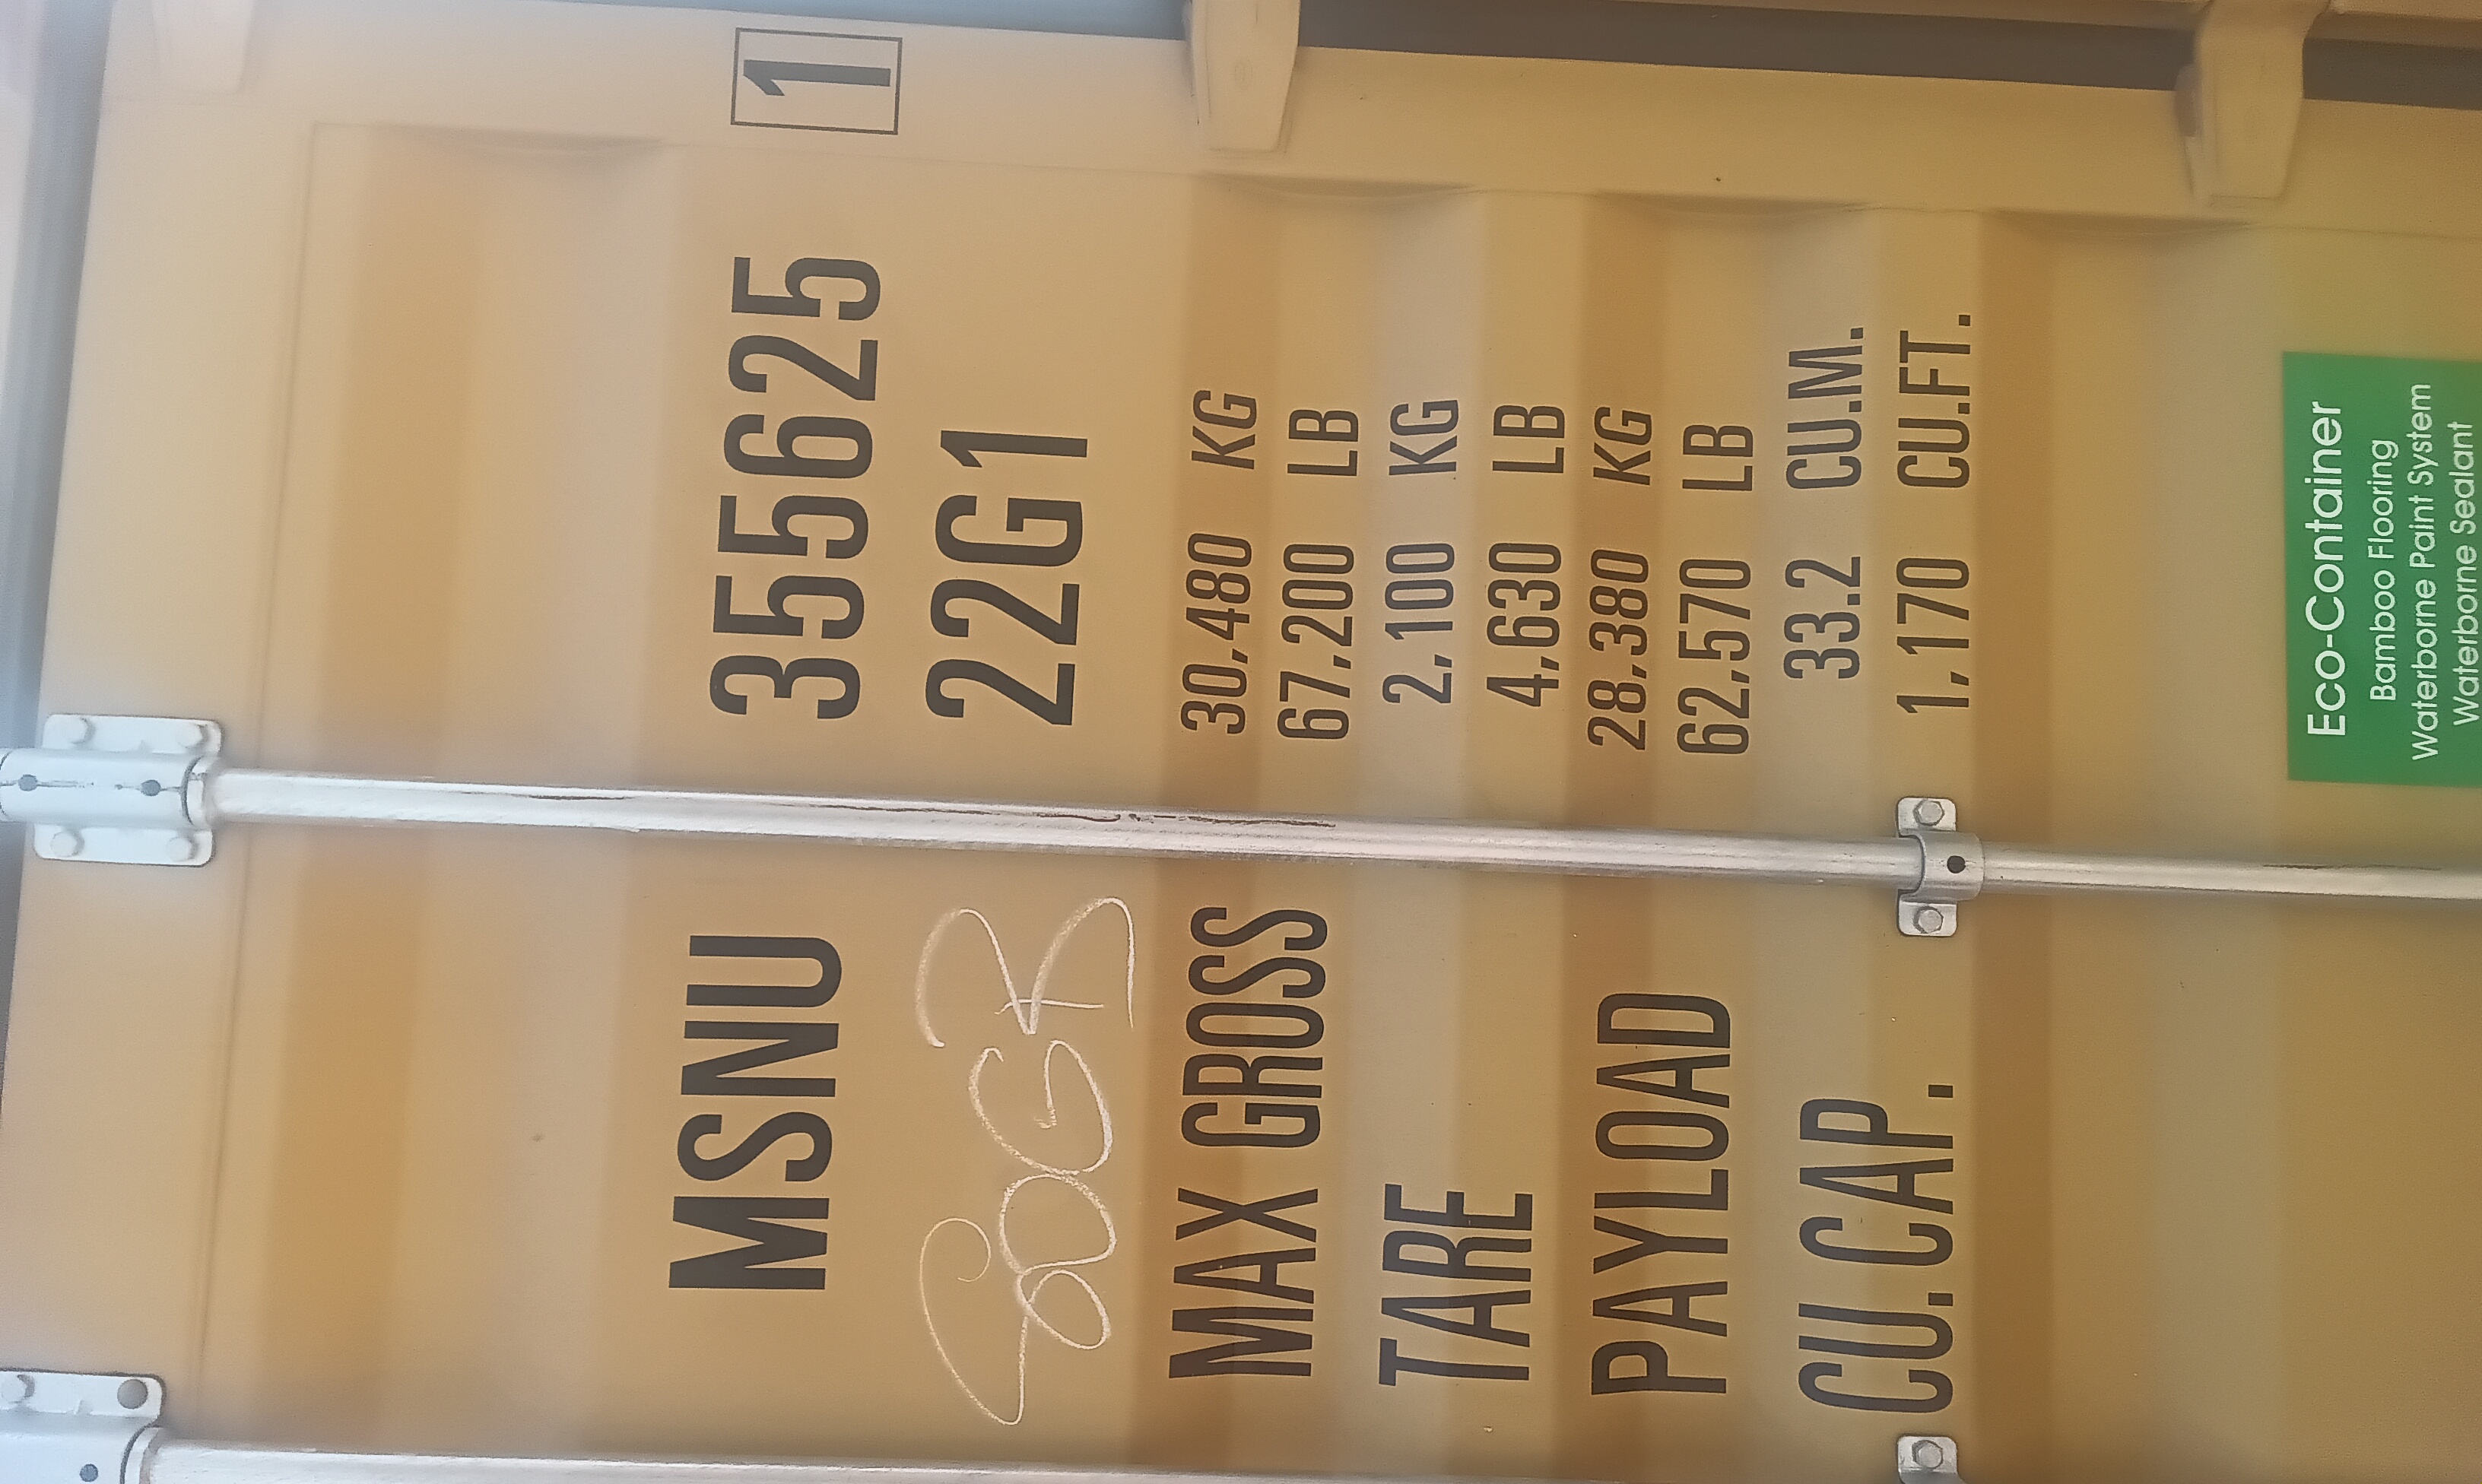 MSNU 355625 1
22G1
MAX GROSS 30,480 KG
67,200 LB
TARE 2,100 KG
4,630 LB
PAYLOAD 28,380 KG
62,570 LB
CU.CAP. 33.2 CU.M.
1,170 CU.FT.
Eco-Container
Bamboo Flooring
Waterborne Paint System
Waterborne Sealant